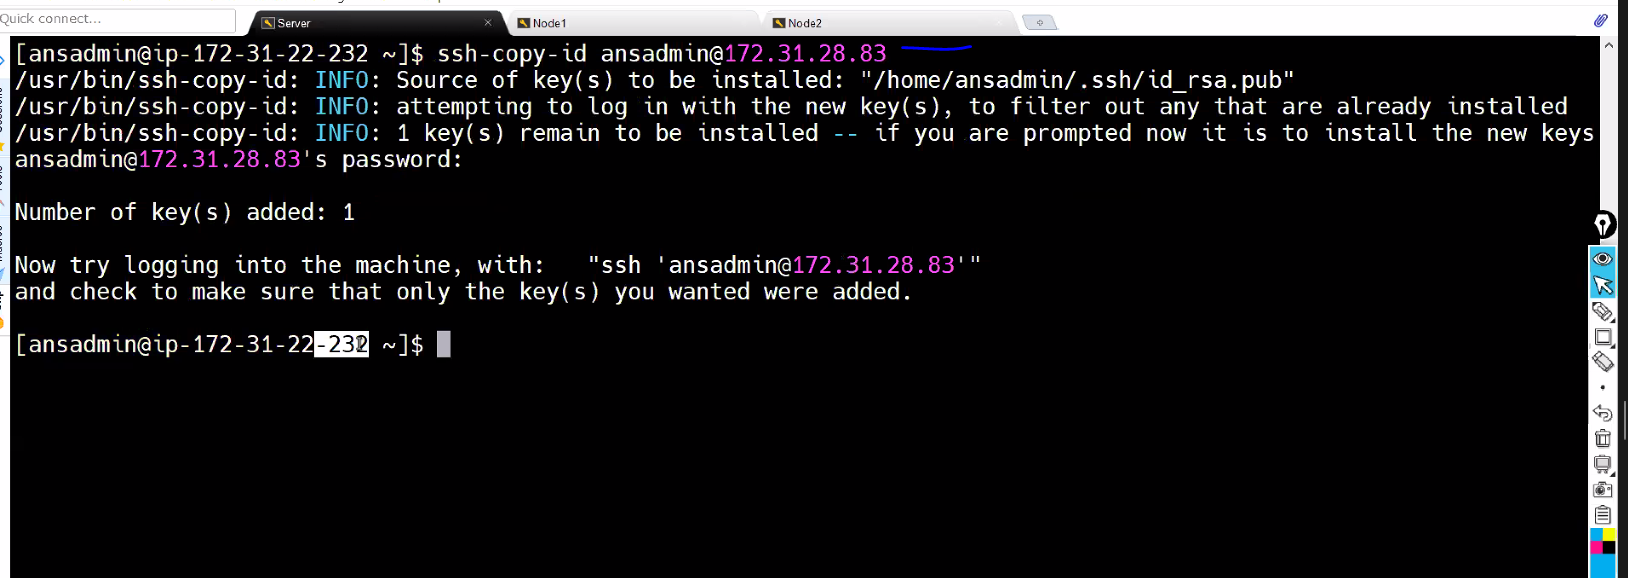 Quick connect...
Server
Node1
Node2
[ansadmin@ip-172-31-22-232 ~]$ ssh-copy-id ansadmin@172.31.28.83
/usr/bin/ssh-copy-id: INFO: Source of key(s) to be installed: "/home/ansadmin/.ssh/id_rsa.pub"
/usr/bin/ssh-copy-id: INFO: attempting to log in with the new key(s), to filter out any that are already installed
/usr/bin/ssh-copy-id: INFO: 1 key(s) remain to be installed -- if you are prompted now it is to install the new keys
ansadmin@172.31.28.83's password:
Number of key(s) added: 1
Now try logging into the machine, with:   "ssh 'ansadmin@172.31.28.83'"
and check to make sure that only the key(s) you wanted were added.
[ansadmin@ip-172-31-22-232 ~]$